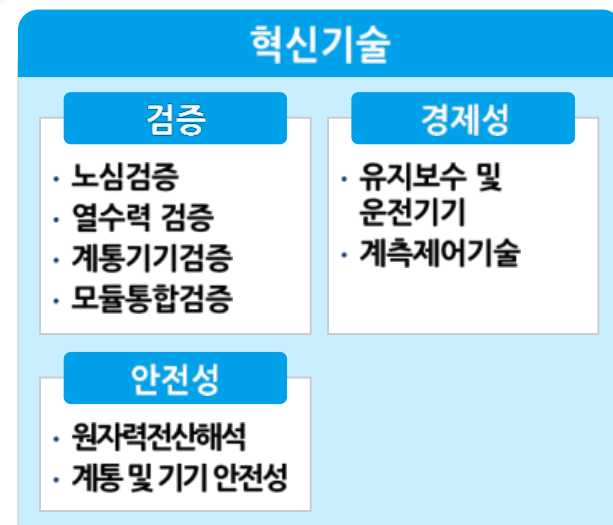 혁신기술
검증
· 노심검증
· 열수력 검증
· 계통기기검증
· 모듈통합검증
경제성
· 유지보수 및
운전기기
· 계측제어기술
안전성
· 원자력전산해석
· 계통 및 기기 안전성